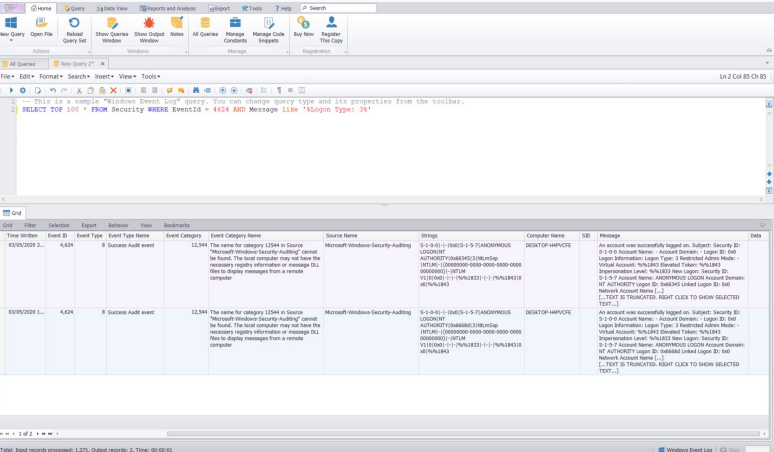 Home Query Data View Reports and Analysis Export Tools ? Help Search
New Query Open File Reload Query Set Show Queries Window Show Output Window Notes All Queries Manage Constants Manage Code Snippets Buy Now Register This Copy
Actions Windows Manage Registration
All Queries New Query 2*
File Edit Format Search Insert View Tools Ln 2 Col 85 Ch 85
1 -- This is a sample "Windows Event Log" query. You can change query type and its properties from the toolbar.
2 SELECT TOP 100 * FROM Security WHERE EventId = 4624 AND Message like '%Logon Type: 3%'
Grid
Grid Filter Selection Export Behavior View Bookmarks
Time Written Event ID Event Type Event Type Name Event Category Event Category Name Source Name Strings Computer Name SID Message Data
03/05/2020 2... 4,624 8 Success Audit event 12,544 The name for category 12544 in Source Microsoft-Windows-Security-Auditing S-1-0-0|-|-|0x0|S-1-5-7|ANONYMOUS DESKTOP-H4PVCFE An account was successfully logged on. Subject: Security ID:
"Microsoft-Windows-Security-Auditing" cannot LOGON|NT S-1-0-0 Account Name: - Account Domain: - Logon ID: 0x0
be found. The local computer may not have the AUTHORITY|0x66345|3|NtLmSsp Logon Information: Logon Type: 3 Restricted Admin Mode: -
necessary registry information or message DLL |NTLM|-|{00000000-0000-0000-0000-0000 Virtual Account: %%1843 Elevated Token: %%1843
files to display messages from a remote 00000000}|-|NTLM Impersonation Level: %%1833 New Logon: Security ID:
computer V1|0|0x0|-|-|%%1833|-|-|-|%%1843|0 S-1-5-7 Account Name: ANONYMOUS LOGON Account Domain:
x0|%%1843 NT AUTHORITY Logon ID: 0x66345 Linked Logon ID: 0x0
Network Account Name [...]
[...TEXT IS TRUNCATED. RIGHT CLICK TO SHOW SELECTED
TEXT...]
03/05/2020 1... 4,624 8 Success Audit event 12,544 The name for category 12544 in Source Microsoft-Windows-Security-Auditing S-1-0-0|-|-|0x0|S-1-5-7|ANONYMOUS DESKTOP-H4PVCFE An account was successfully logged on. Subject: Security ID:
"Microsoft-Windows-Security-Auditing" cannot LOGON|NT S-1-0-0 Account Name: - Account Domain: - Logon ID: 0x0
be found. The local computer may not have the AUTHORITY|0x6668d|3|NtLmSsp Logon Information: Logon Type: 3 Restricted Admin Mode: -
necessary registry information or message DLL |NTLM|-|{00000000-0000-0000-0000-0000 Virtual Account: %%1843 Elevated Token: %%1843
files to display messages from a remote 00000000}|-|NTLM Impersonation Level: %%1833 New Logon: Security ID:
computer V1|0|0x0|-|-|%%1833|-|-|-|%%1843|0 S-1-5-7 Account Name: ANONYMOUS LOGON Account Domain:
x0|%%1843 NT AUTHORITY Logon ID: 0x6668d Linked Logon ID: 0x0
Network Account Name [...]
[...TEXT IS TRUNCATED. RIGHT CLICK TO SHOW SELECTED
TEXT...]
1 of 2
Total: Input records processed: 1,271. Output records: 2. Time: 00:00:01 Windows Event Log Stop